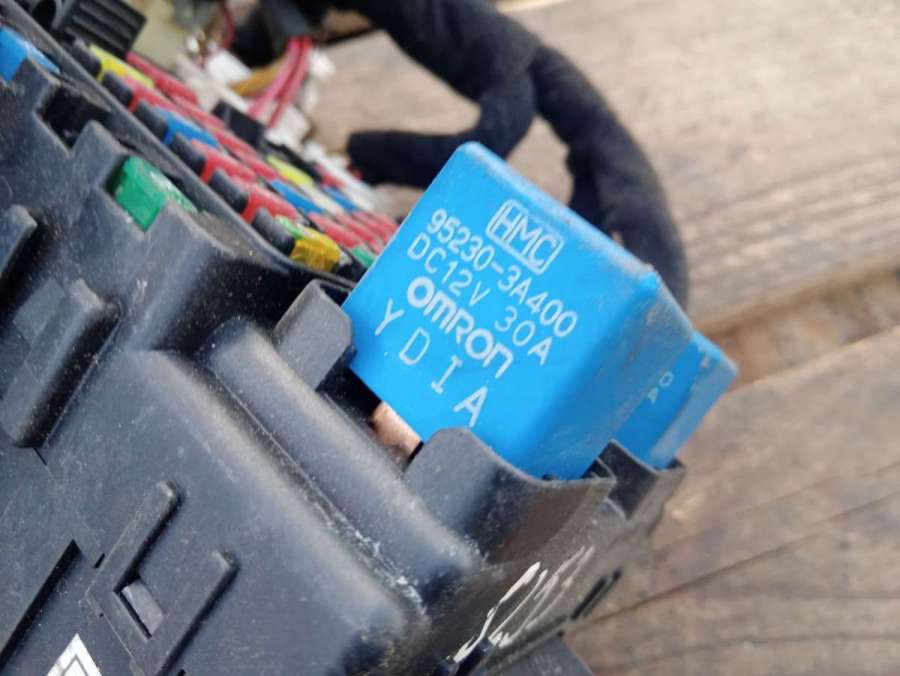 HMC
95230-3A400
DC12V 30A
omron
YDIA
D
A